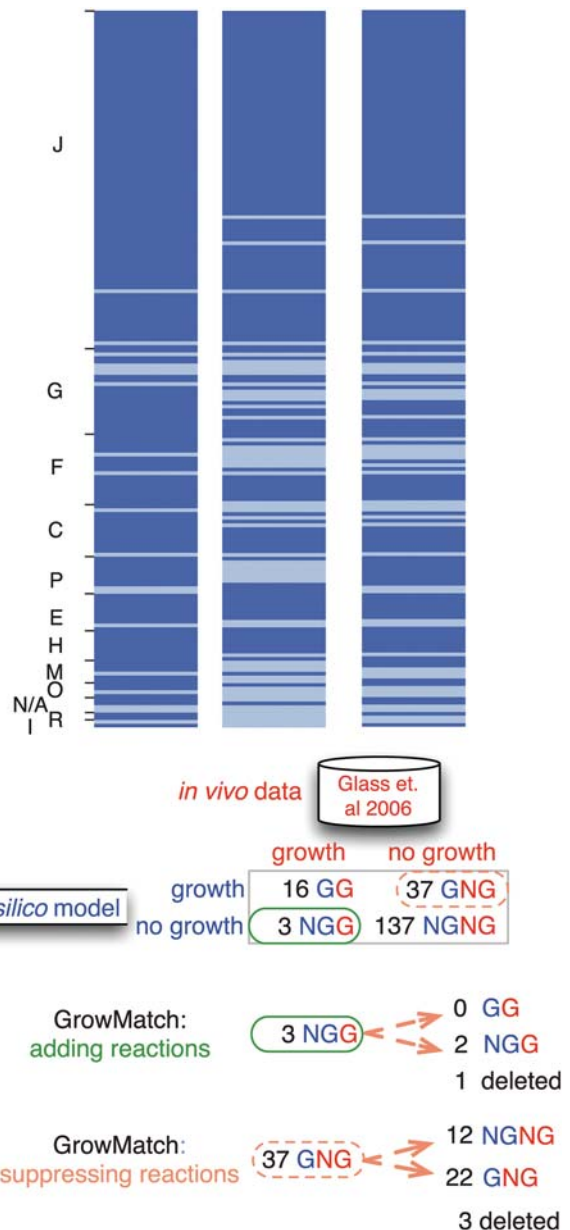 J
G
F
C
P
E
H
M
O
N/A R
I
in vivo data
Glass et.
al 2006
growth no growth
silico model
growth 16 GG 37 GNG
no growth 3 NGG 137 NGNG
GrowMatch:
adding reactions
3 NGG
0 GG
2 NGG
1 deleted
GrowMatch:
suppressing reactions
37 GNG
12 NGNG
22 GNG
3 deleted